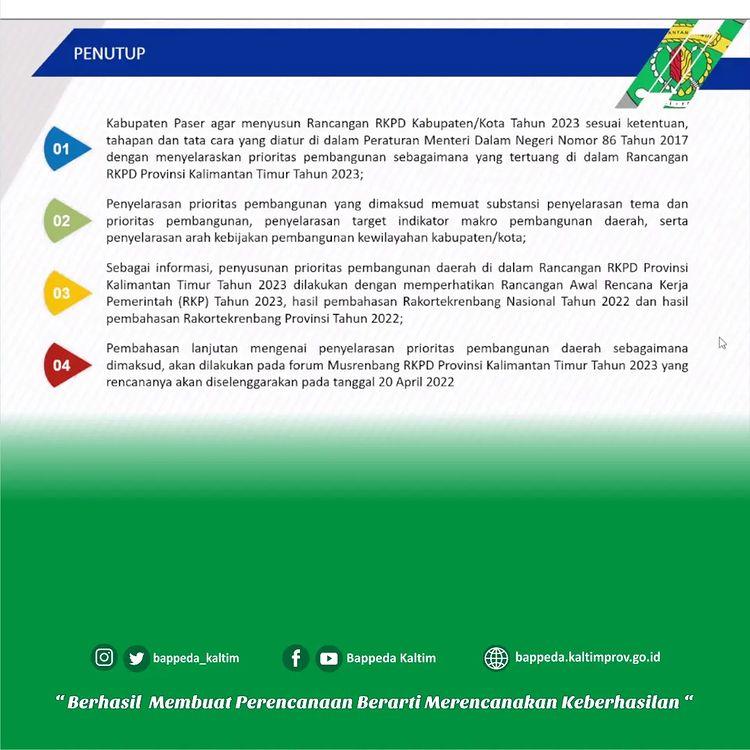 PENUTUP
01
Kabupaten Paser agar menyusun Rancangan RKPD Kabupaten/Kota Tahun 2023 sesuai ketentuan,
tahapan dan tata cara yang diatur di dalam Peraturan Menteri Dalam Negeri Nomor 86 Tahun 2017
dengan menyelaraskan prioritas pembangunan sebagaimana yang tertuang di dalam Rancangan
RKPD Provinsi Kalimantan Timur Tahun 2023;
02
Penyelarasan prioritas pembangunan yang dimaksud memuat substansi penyelarasan tema dan
prioritas pembangunan, penyelarasan target indikator makro pembangunan daerah, serta
penyelarasan arah kebijakan pembangunan kewilayahan kabupaten/kota;
03
Sebagai informasi, penyusunan prioritas pembangunan daerah di dalam Rancangan RKPD Provinsi
Kalimantan Timur Tahun 2023 dilakukan dengan memperhatikan Rancangan Awal Rencana Kerja
Pemerintah (RKP) Tahun 2023, hasil pembahasan Rakortekrenbang Nasional Tahun 2022 dan hasil
pembahasan Rakortekrenbang Provinsi Tahun 2022;
04
Pembahasan lanjutan mengenai penyelarasan prioritas pembangunan daerah sebagaimana
dimaksud, akan dilakukan pada forum Musrenbang RKPD Provinsi Kalimantan Timur Tahun 2023 yang
rencananya akan diselenggarakan pada tanggal 20 April 2022
bappeda_kaltim
Bappeda Kaltim
bappeda.kaltimprov.go.id
“ Berhasil Membuat Perencanaan Berarti Merencanakan Keberhasilan “